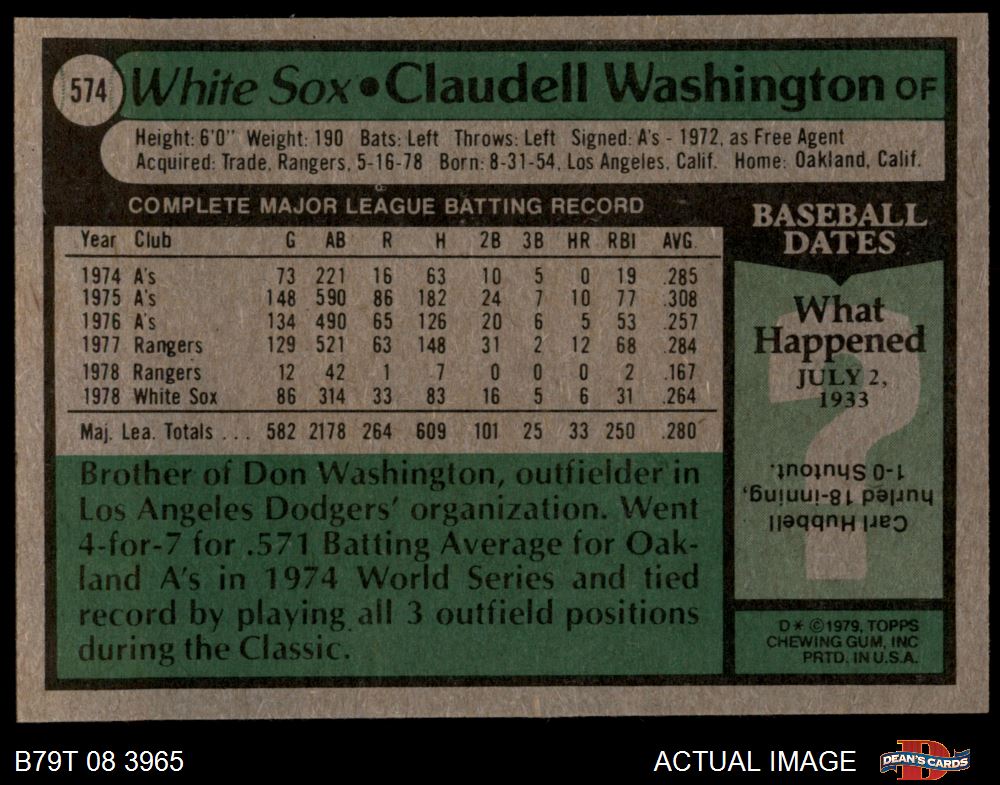 574 White Sox • Claudell Washington OF
Height: 6'0" Weight: 190 Bats: Left Throws: Left Signed: A's - 1972, as Free Agent
Acquired: Trade, Rangers, 5-16-78 Born: 8-31-54, Los Angeles, Calif. Home: Oakland, Calif.
COMPLETE MAJOR LEAGUE BATTING RECORD
Year Club G AB R H 2B 3B HR RBI AVG.
1974 A's 73 221 16 63 10 5 0 19 .285
1975 A's 148 590 86 182 24 7 10 77 .308
1976 A's 134 490 65 126 20 6 5 53 .257
1977 Rangers 129 521 63 148 31 2 12 68 .284
1978 Rangers 12 42 1 7 0 0 0 2 .167
1978 White Sox 86 314 33 83 16 5 6 31 .264
Maj. Lea. Totals ... 582 2178 264 609 101 25 33 250 .280
Brother of Don Washington, outfielder in
Los Angeles Dodgers' organization. Went
4-for-7 for .571 Batting Average for Oak-
land A's in 1974 World Series and tied
record by playing all 3 outfield positions
during the Classic.
BASEBALL
DATES
What
Happened
JULY 2,
1933
?
Carl Hubbell
hurled 18-inning,
1-0 Shutout.
D* ©1979, TOPPS
CHEWING GUM, INC
PRTD. IN U.S.A.
B79T 08 3965
ACTUAL IMAGE
D
DEAN'S CARDS